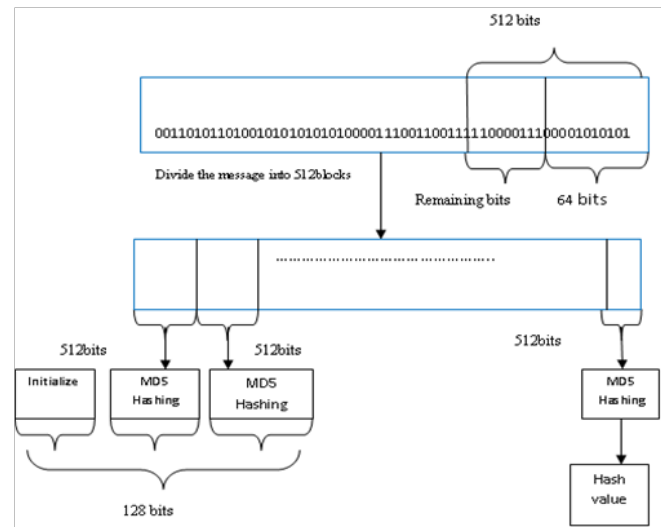 512 bits
00110101101001010101010101000011100110011111000011100001010101
Divide the message into 512blocks
Remaining bits
64 bits
512bits
512bits
512bits
Initialize
MD5
Hashing
MD5
Hashing
MD5
Hashing
128 bits
Hash
value